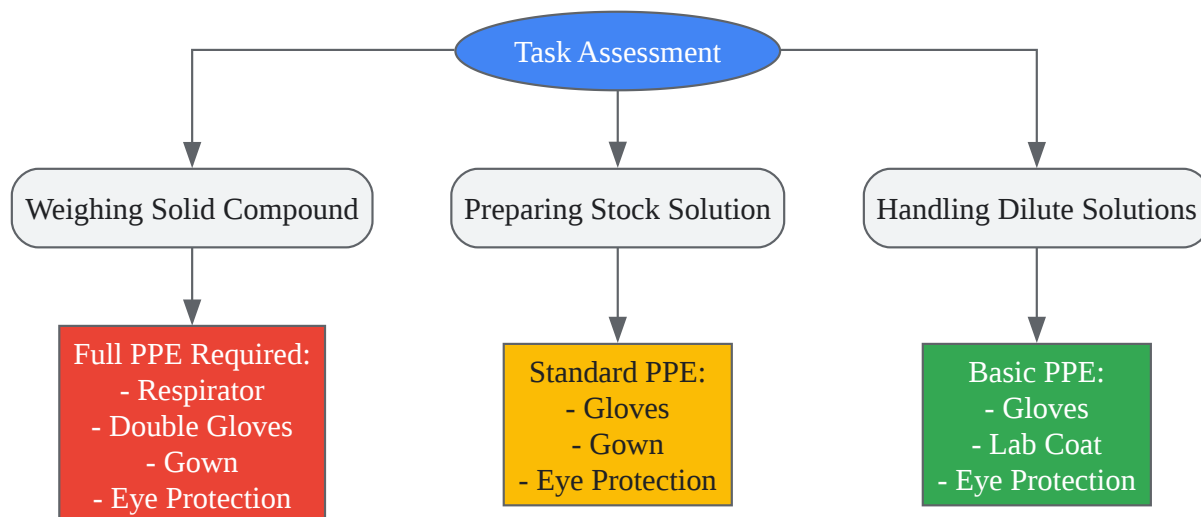 Task Assessment
Weighing Solid Compound
Preparing Stock Solution
Handling Dilute Solutions
Full PPE Required:
- Respirator
- Double Gloves
- Gown
- Eye Protection
Standard PPE:
- Gloves
- Gown
- Eye Protection
Basic PPE:
- Gloves
- Lab Coat
- Eye Protection